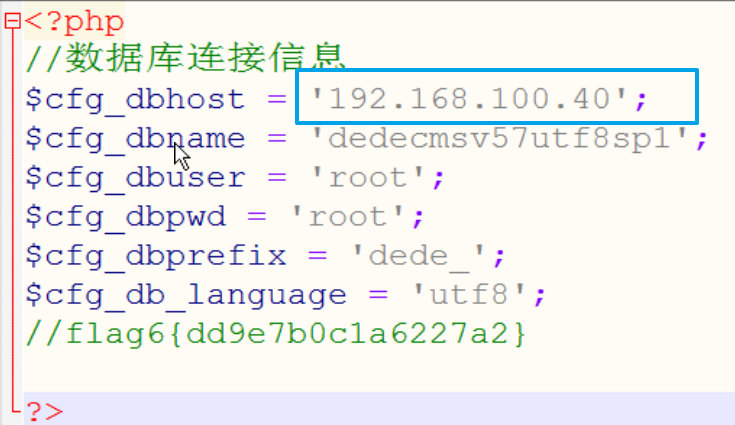 <?php
//数据库连接信息
$cfg_dbhost = '192.168.100.40';
$cfg_dbname = 'dedecmsv57utf8sp1';
$cfg_dbuser = 'root';
$cfg_dbpwd = 'root';
$cfg_dbprefix = 'dede_';
$cfg_db_language = 'utf8';
//flag6{dd9e7b0c1a6227a2}
?>